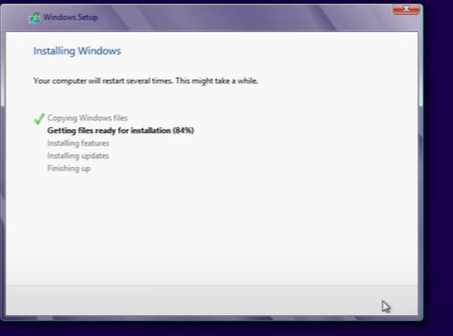 Windows Setup
Installing Windows
Your computer will restart several times. This might take a while.
Copying Windows files
Getting files ready for installation (84%)
Installing features
Installing updates
Finishing up